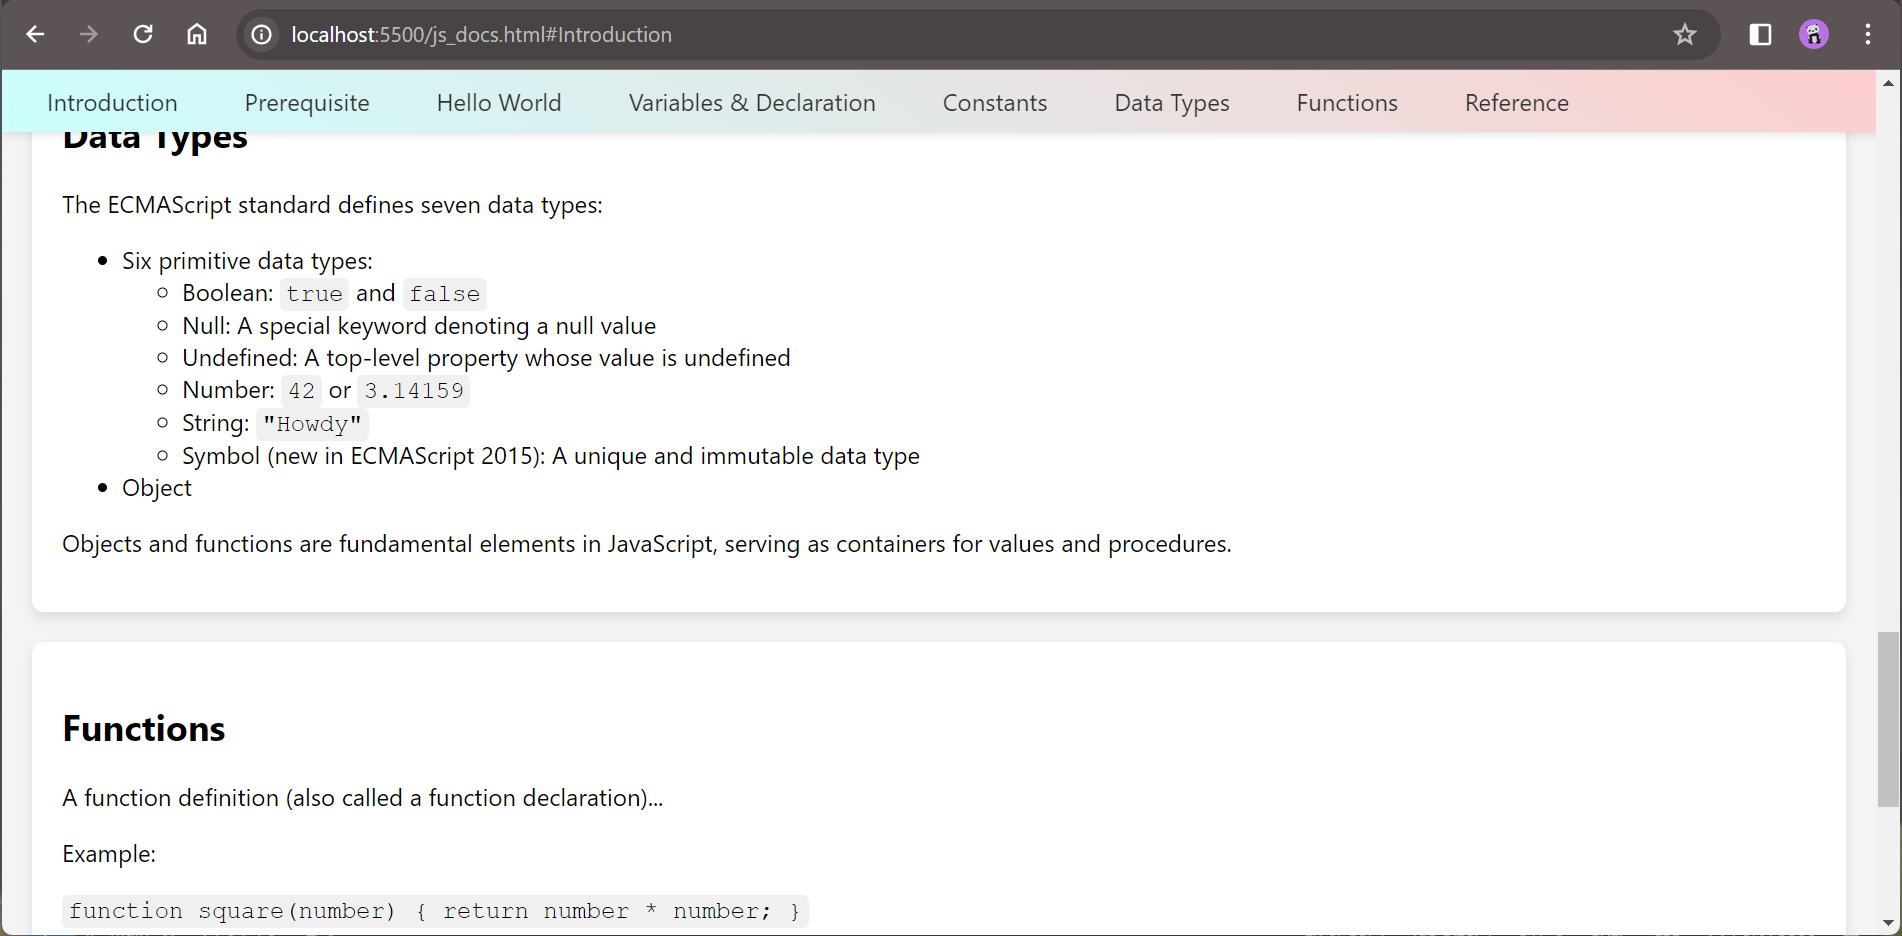 localhost:5500/js_docs.html#Introduction
Introduction Prerequisite Hello World Variables & Declaration Constants Data Types Functions Reference
Data Types
The ECMAScript standard defines seven data types:
Six primitive data types:
Boolean: true and false
Null: A special keyword denoting a null value
Undefined: A top-level property whose value is undefined
Number: 42 or 3.14159
String: "Howdy"
Symbol (new in ECMAScript 2015): A unique and immutable data type
Object
Objects and functions are fundamental elements in JavaScript, serving as containers for values and procedures.
Functions
A function definition (also called a function declaration)...
Example:
function square(number) { return number * number; }